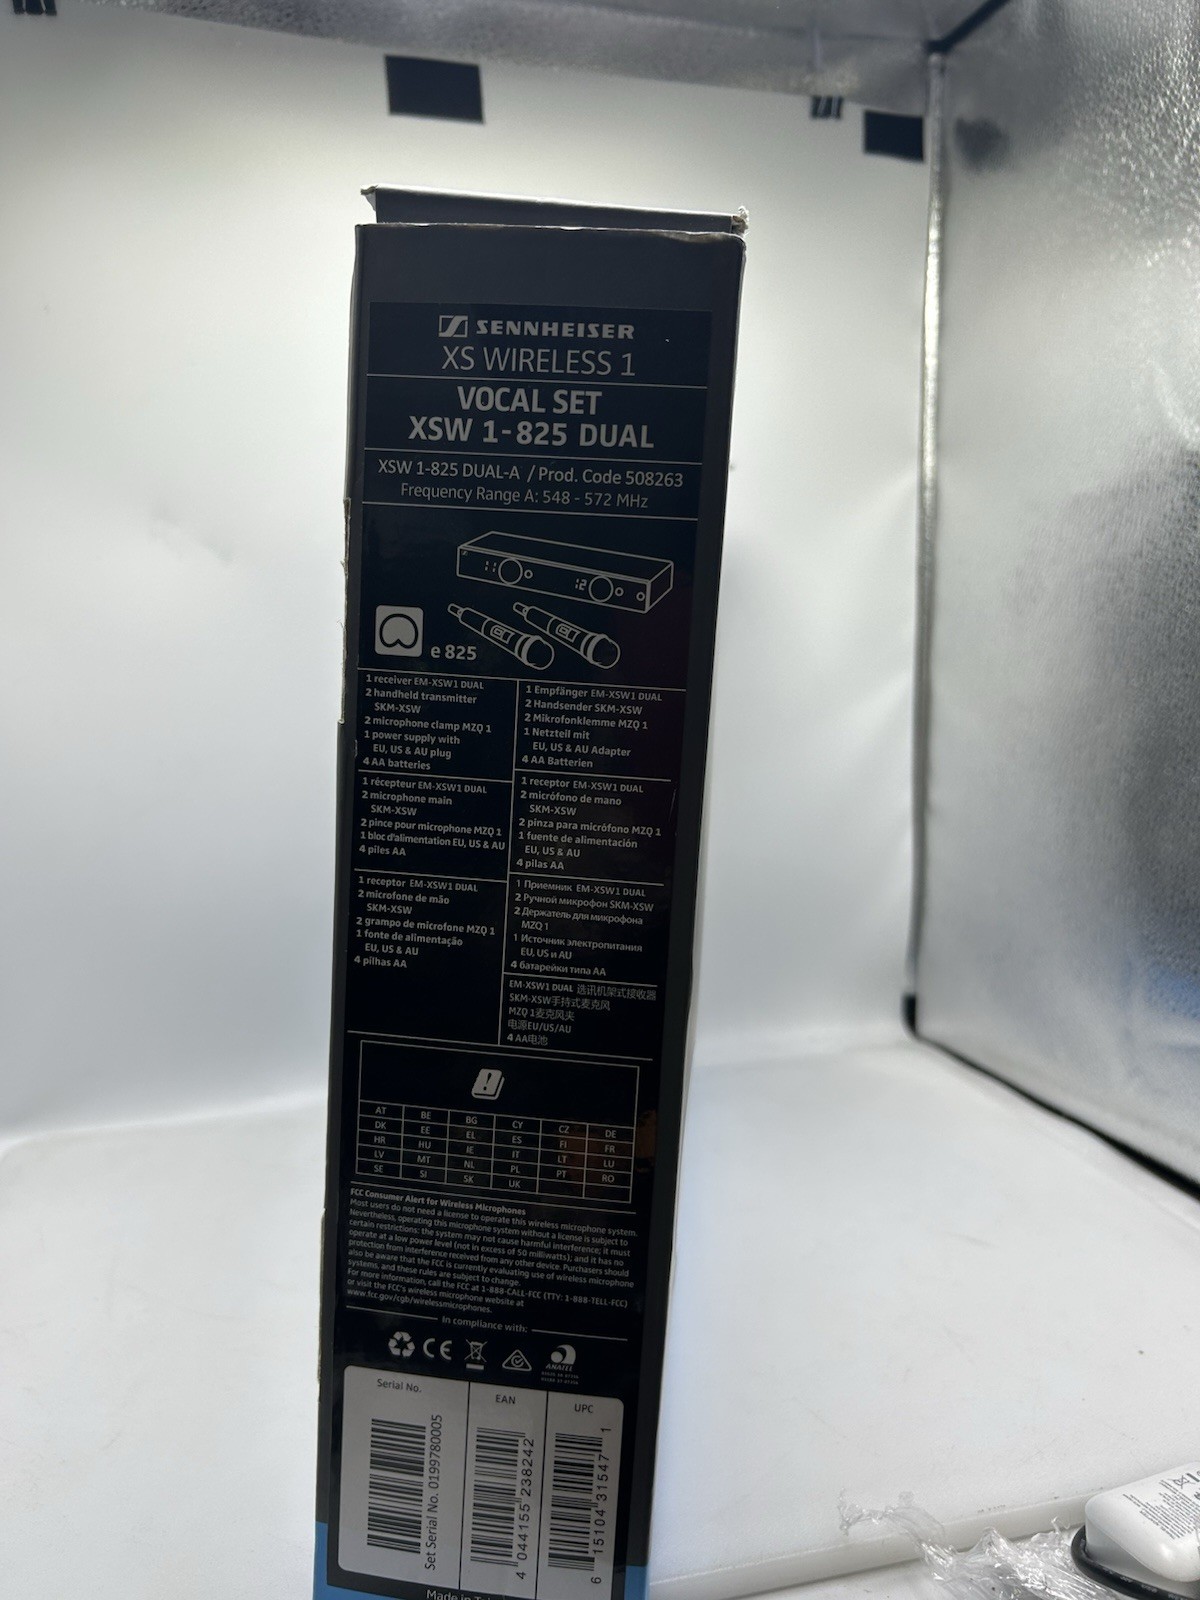 SENNHEISER
XS WIRELESS 1
VOCAL SET
XSW 1-825 DUAL
XSW 1-825 DUAL-A / Prod. Code 508263
Frequency Range A: 548 - 572 MHz
e 825
1 receiver EM-XSW1 DUAL
2 handheld transmitter
SKM-XSW
2 microphone clamp MZQ 1
1 power supply with
EU, US & AU plug
4 AA batteries
1 Empfänger EM-XSW1 DUAL
2 Handsender SKM-XSW
2 Mikrofonklemme MZQ 1
1 Netzteil mit
EU, US & AU Adapter
4 AA Batterien
1 récepteur EM-XSW1 DUAL
2 microphone main
SKM-XSW
2 pince pour microphone MZQ 1
1 bloc d'alimentation EU, US & AU
4 piles AA
1 receptor EM-XSW1 DUAL
2 micrófono de mano
SKM-XSW
2 pinza para micrófono MZQ 1
1 fuente de alimentación
EU, US & AU
4 pilas AA
1 receptor EM-XSW1 DUAL
2 microfone de mão
SKM-XSW
2 grampo de microfone MZQ 1
1 fonte de alimentação
EU, US & AU
4 pilhas AA
1 Приемник EM-XSW1 DUAL
2 Ручной микрофон SKM-XSW
2 Держатель для микрофона
MZQ 1
1 Источник электропитания
EU, US и AU
4 батарейки типа AA
EM-XSW1 DUAL 选讯机架式接收器
SKM-XSW手持式麦克风
MZQ 1麦克风夹
电源EU/US/AU
4 AA电池
AT BE BG CY CZ DE
DK EE EL ES FI FR
HR HU IE IT LT LU
LV MT NL PL PT RO
SE SI SK UK
FCC Consumer Alert for Wireless Microphones
Most users do not need a license to operate this wireless microphone system.
Nevertheless, operating this microphone system without a license is subject to
certain restrictions: the system may not cause harmful interference; it must
operate at a low power level (not in excess of 50 milliwatts); and it has no
protection from interference received from any other device. Purchasers should
also be aware that the FCC is currently evaluating use of wireless microphone
systems, and these rules are subject to change.
For more information, call the FCC at 1-888-CALL-FCC (TTY: 1-888-TELL-FCC)
or visit the FCC's wireless microphone website at
www.fcc.gov/cgb/wirelessmicrophones.
In compliance with:
CE
ANATEL
Serial No.
Set Serial No. 0199780005
EAN
4 044155 238242
UPC
6 15104 31547 1
Made in